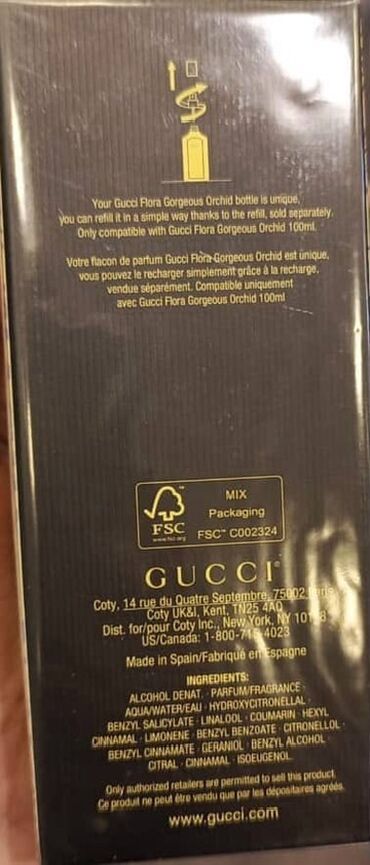 Your Gucci Flora Gorgeous Orchid bottle is unique,
you can refill it in a simple way thanks to the refill, sold separately.
Only compatible with Gucci Flora Gorgeous Orchid 100ml.
Votre flacon de parfum Gucci Flora Gorgeous Orchid est unique,
vous pouvez le recharger simplement grâce à la recharge,
vendue séparément. Compatible uniquement
avec Gucci Flora Gorgeous Orchid 100ml
FSC™
www.fsc.org
MIX
Packaging
FSC™ C002324
GUCCI
Coty, 14 rue du Quatre Septembre, 75002
Coty UK&I, Kent, TN25 4AQ
Dist. for/pour Coty Inc., New York, NY
US/Canada: 1-800-715-4023
Made in Spain/Fabriqué en Espagne
INGREDIENTS:
ALCOHOL DENAT. · PARFUM/FRAGRANCE ·
AQUA/WATER/EAU · HYDROXYCITRONELLAL ·
BENZYL SALICYLATE · LINALOOL · COUMARIN · HEXYL
CINNAMAL · LIMONENE · BENZYL BENZOATE · CITRONELLOL ·
BENZYL CINNAMATE · GERANIOL · BENZYL ALCOHOL ·
CITRAL · CINNAMAL · ISOEUGENOL.
Only authorized retailers are permitted to sell this product.
Ce produit ne peut être vendu que par les dépositaires agréés.
www.gucci.com